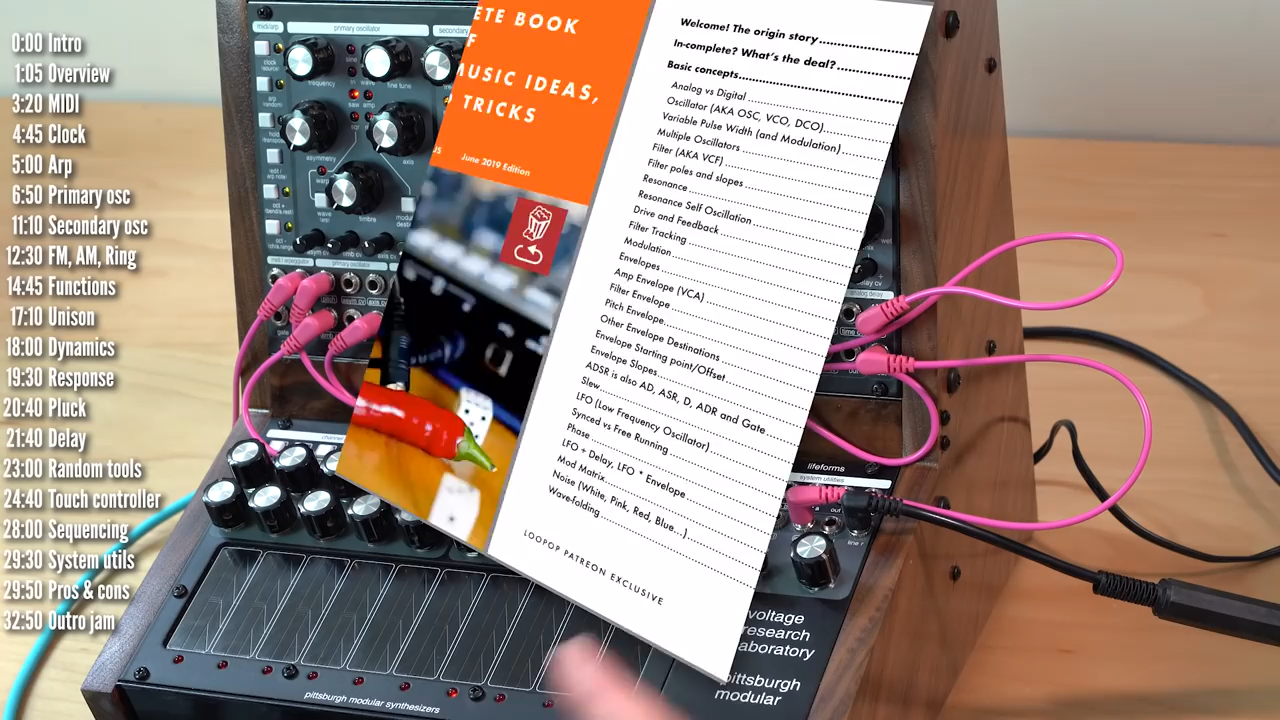 0:00 Intro
1:05 Overview
3:20 MIDI
4:45 Clock
5:00 Arp
6:50 Primary osc
11:10 Secondary osc
12:30 FM, AM, Ring
14:45 Functions
17:10 Unison
18:00 Dynamics
19:30 Response
20:40 Pluck
21:40 Delay
23:00 Random tools
24:40 Touch controller
28:00 Sequencing
29:30 System utils
29:50 Pros & cons
32:50 Outro jam
midi/arp
primary oscillator
secondary
frequency
fine tune
asymmetry
axis
timbre
ETE BOOK
F
MUSIC IDEAS,
TRICKS
June 2019 Edition
Welcome! The origin story
In-complete? What's the deal?
Basic concepts
Analog vs Digital
Oscillator (AKA OSC, VCO, DCO)
Variable Pulse Width (and Modulation)
Multiple Oscillators
Filter (AKA VCF)
Filter poles and slopes
Resonance
Resonance Self Oscillation
Drive and Feedback
Filter Tracking
Modulation
Envelopes
Amp Envelope (VCA)
Filter Envelope
Pitch Envelope
Other Envelope Destinations
Envelope Starting point/Offset
Envelope Slopes
ADSR is also AD, ASR, D, ADR and Gate
Slew
LFO (Low Frequency Oscillator)
Synced vs Free Running
Phase
LFO + Delay, LFO * Envelope
Mod Matrix
Noise (White, Pink, Red, Blue,..)
Wave-folding
LOOPOP PATREON EXCLUSIVE
lifeforms
system utilities
voltage
research
laboratory
pittsburgh
modular
pittsburgh modular synthesizers